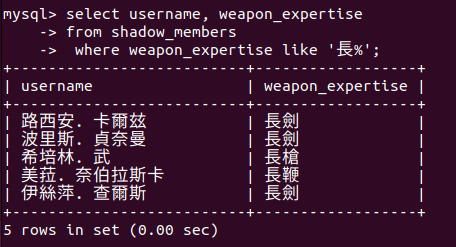 mysql> select username, weapon_expertise
    -> from shadow_members
    ->  where weapon_expertise like '長%';
+--------------------------+------------------+
| username                 | weapon_expertise |
+--------------------------+------------------+
| 路西安. 卡爾茲           | 長劍             |
| 波里斯. 貞奈曼           | 長劍             |
| 希培林. 武               | 長槍             |
| 美菈. 奈伯拉斯卡         | 長鞭             |
| 伊絲萍. 查爾斯           | 長劍             |
+--------------------------+------------------+
5 rows in set (0.00 sec)